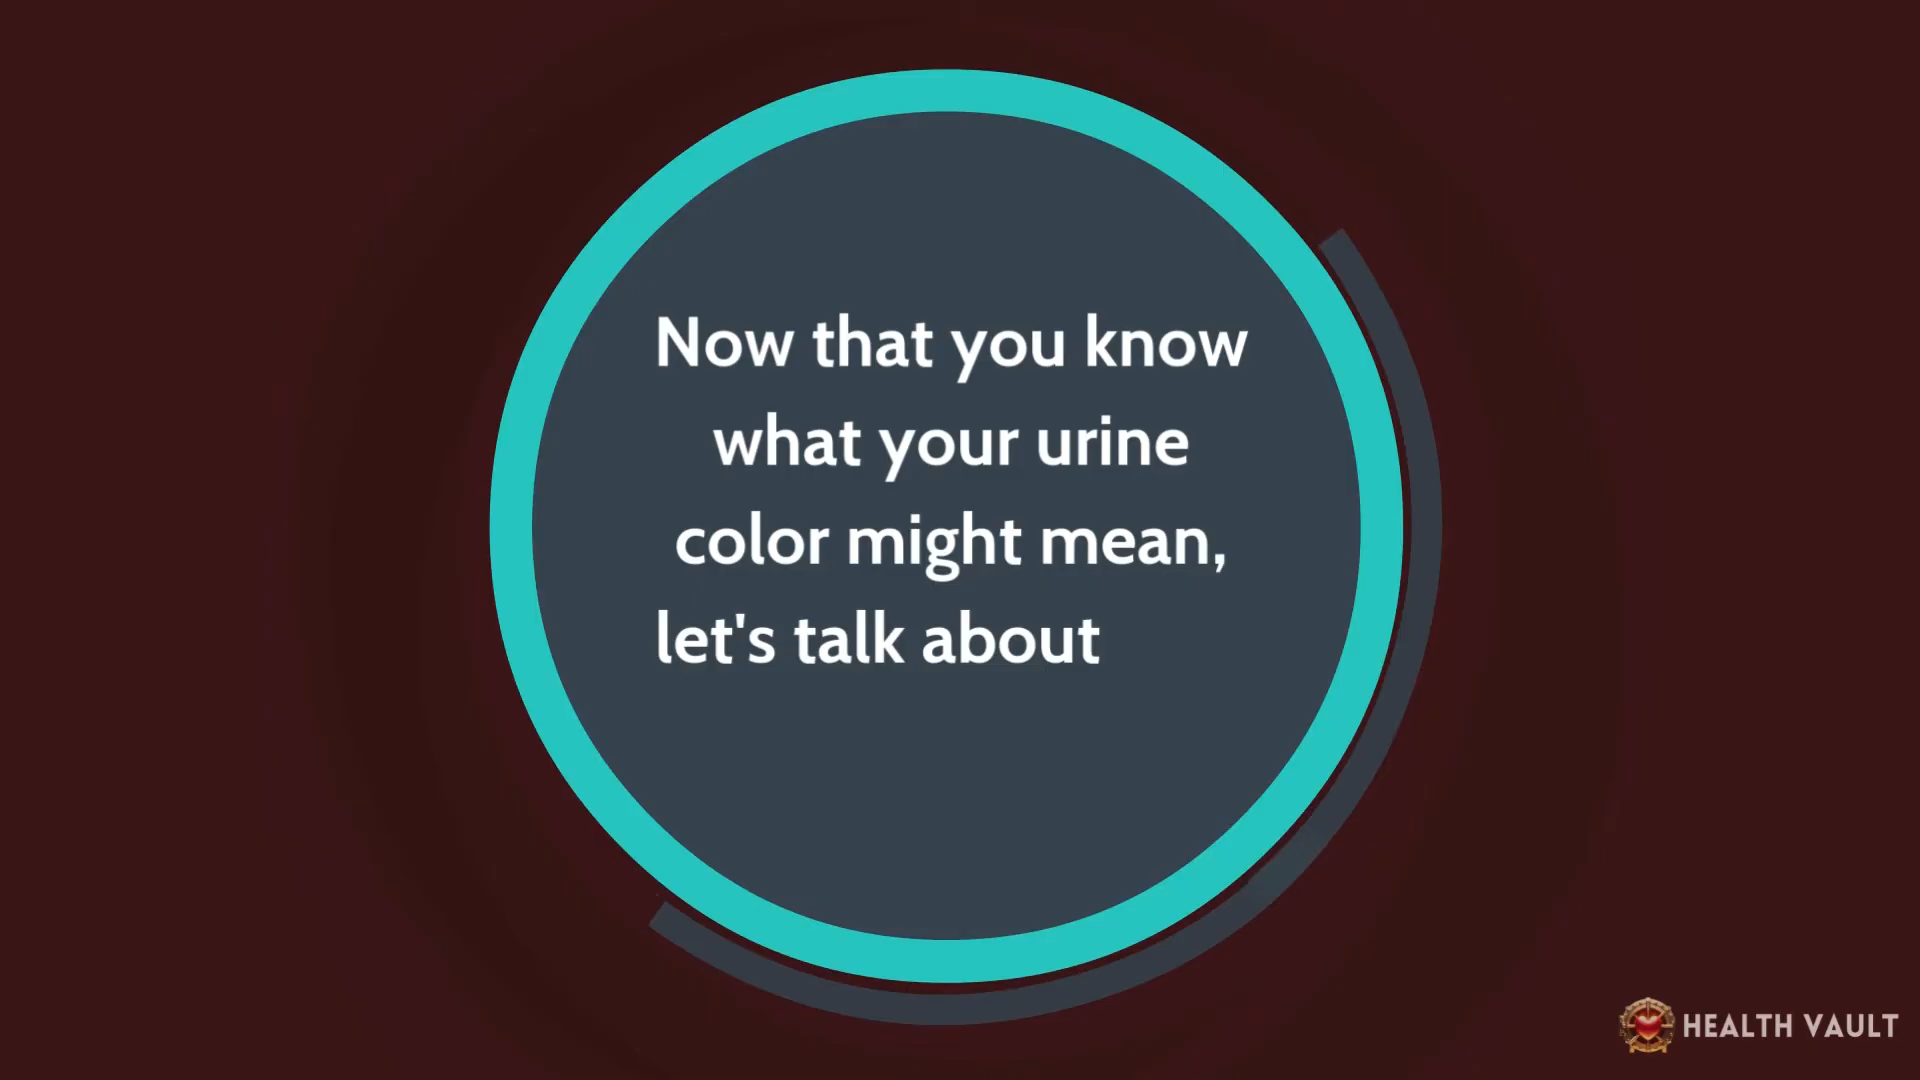 Now that you know
what your urine
color might mean,
let's talk about
HEALTH VAULT